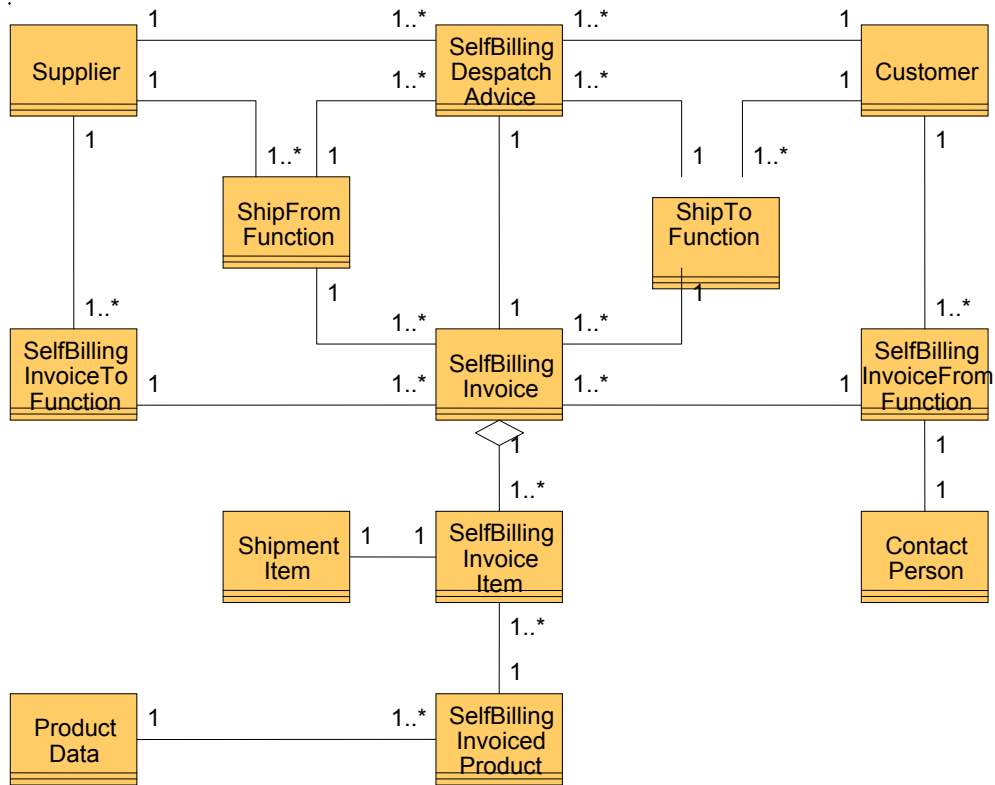 1
1..*
1..*
1
Supplier
SelfBilling
Despatch
Advice
Customer
1
1..*
1..*
1
1
1
1
1..*
1
1
1..*
ShipFrom
Function
ShipTo
Function
1
1
1..*
1..*
1
1..*
1..*
SelfBilling
InvoiceTo
Function
SelfBilling
Invoice
SelfBilling
InvoiceFrom
Function
1
1..*
1..*
1
1
1
1..*
1
Shipment
Item
1
1
SelfBilling
Invoice
Item
Contact
Person
1..*
1
Product
Data
1
1..*
SelfBilling
Invoiced
Product